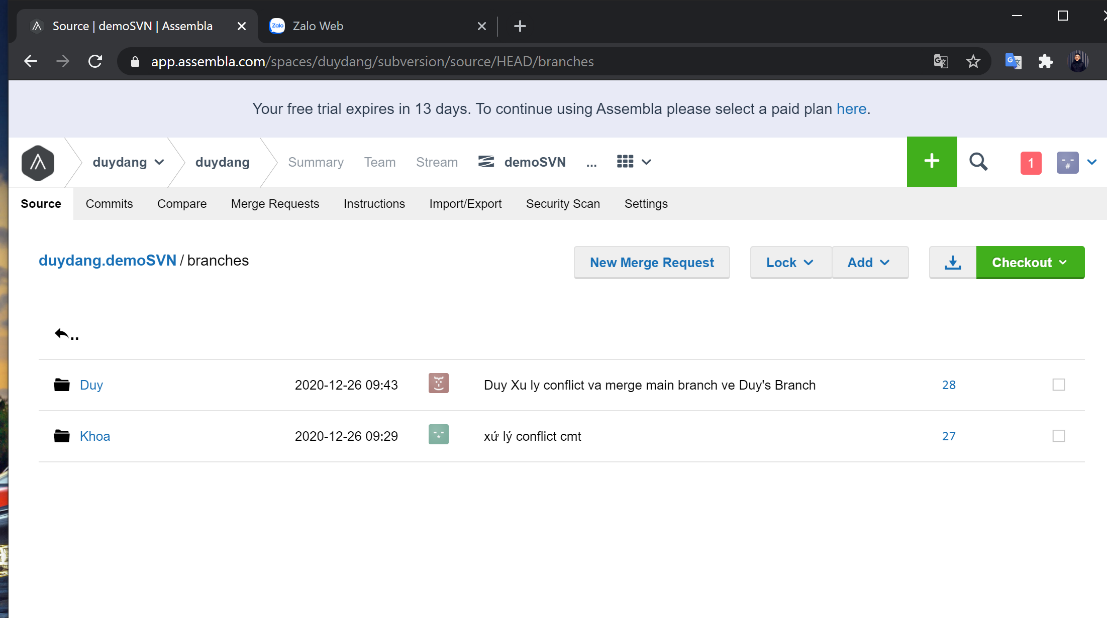 Source | demoSVN | Assembla
Zalo Web
app.assembla.com/spaces/duydang/subversion/source/HEAD/branches
Your free trial expires in 13 days. To continue using Assembla please select a paid plan here.
duydang duydang Summary Team Stream demoSVN ... 1
Source Commits Compare Merge Requests Instructions Import/Export Security Scan Settings
duydang.demoSVN / branches New Merge Request Lock Add Checkout
..
Duy 2020-12-26 09:43 Duy Xu ly conflict va merge main branch ve Duy's Branch 28
Khoa 2020-12-26 09:29 xứ lý conflict cmt 27